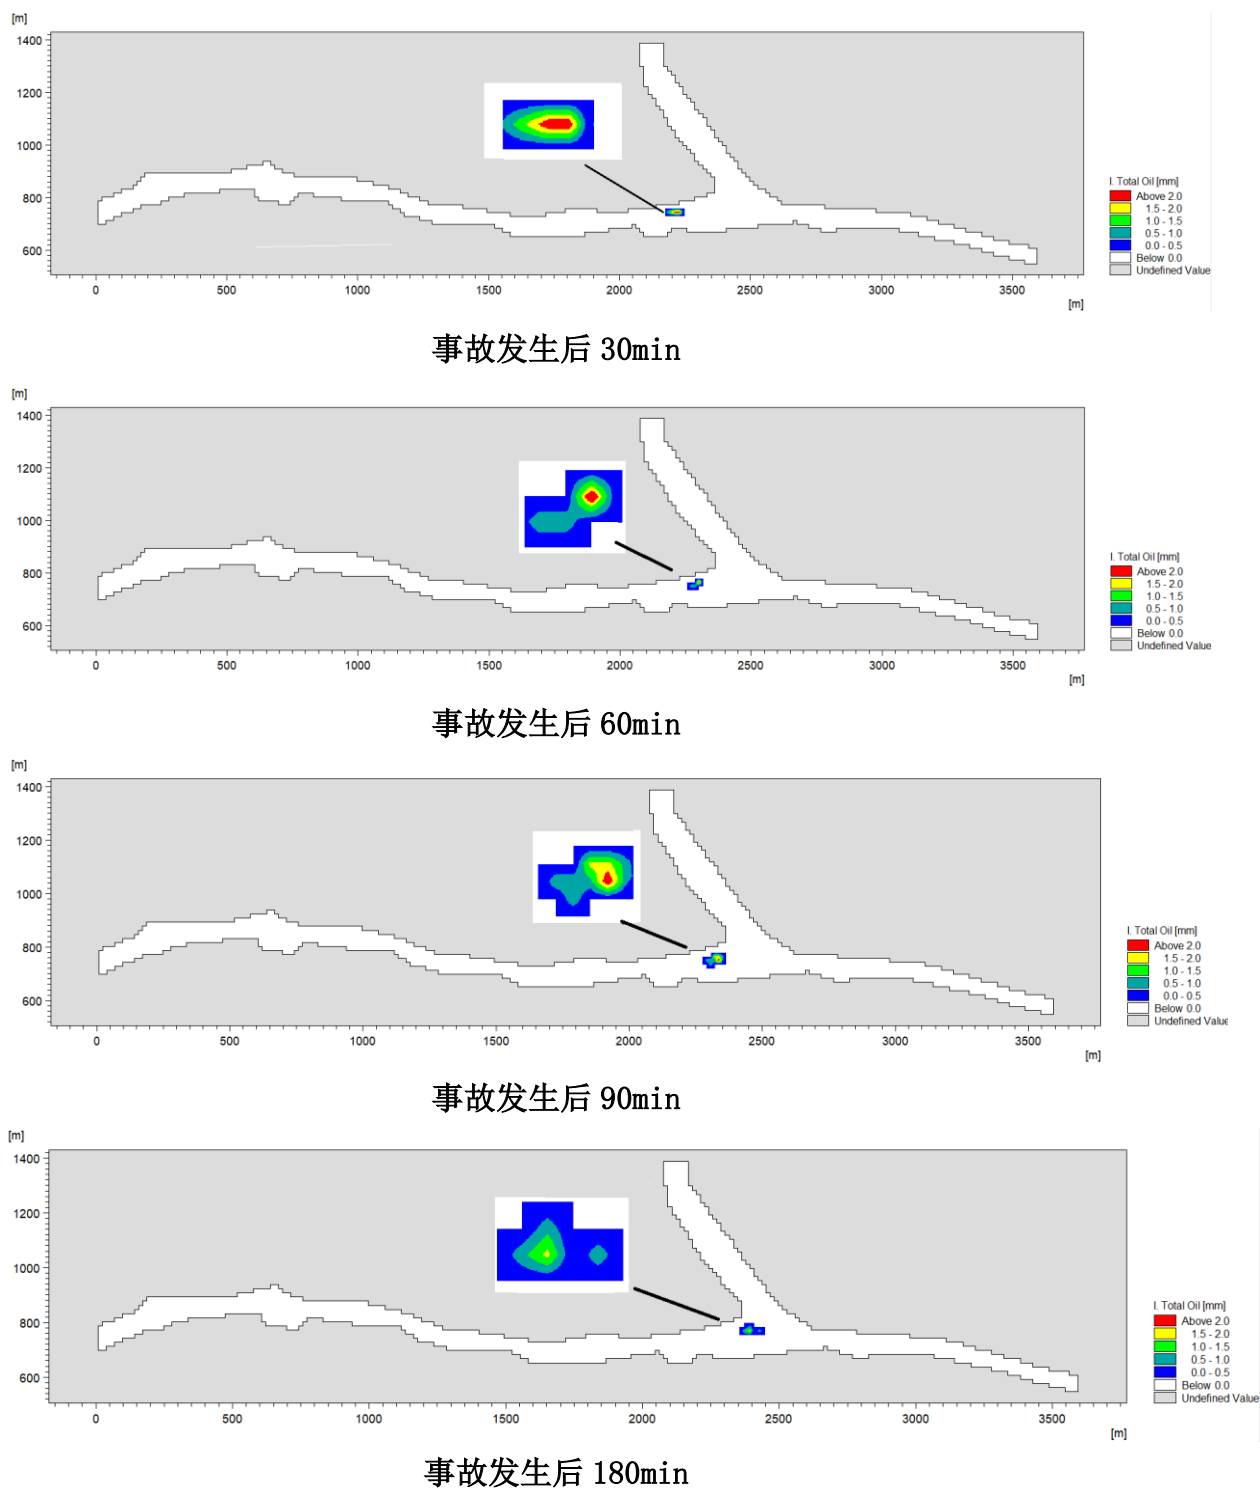 [m]
1400
1200
1000
800
600
0 500 1000 1500 2000 2500 3000 3500
[m]
I. Total Oil [mm]
Above 2.0
1.5 - 2.0
1.0 - 1.5
0.5 - 1.0
0.0 - 0.5
Below 0.0
Undefined Value
事故发生后 30min
[m]
1400
1200
1000
800
600
0 500 1000 1500 2000 2500 3000 3500
[m]
I. Total Oil [mm]
Above 2.0
1.5 - 2.0
1.0 - 1.5
0.5 - 1.0
0.0 - 0.5
Below 0.0
Undefined Value
事故发生后 60min
[m]
1400
1200
1000
800
600
0 500 1000 1500 2000 2500 3000 3500
[m]
I. Total Oil [mm]
Above 2.0
1.5 - 2.0
1.0 - 1.5
0.5 - 1.0
0.0 - 0.5
Below 0.0
Undefined Value
事故发生后 90min
[m]
1400
1200
1000
800
600
0 500 1000 1500 2000 2500 3000 3500
[m]
I. Total Oil [mm]
Above 2.0
1.5 - 2.0
1.0 - 1.5
0.5 - 1.0
0.0 - 0.5
Below 0.0
Undefined Value
事故发生后 180min